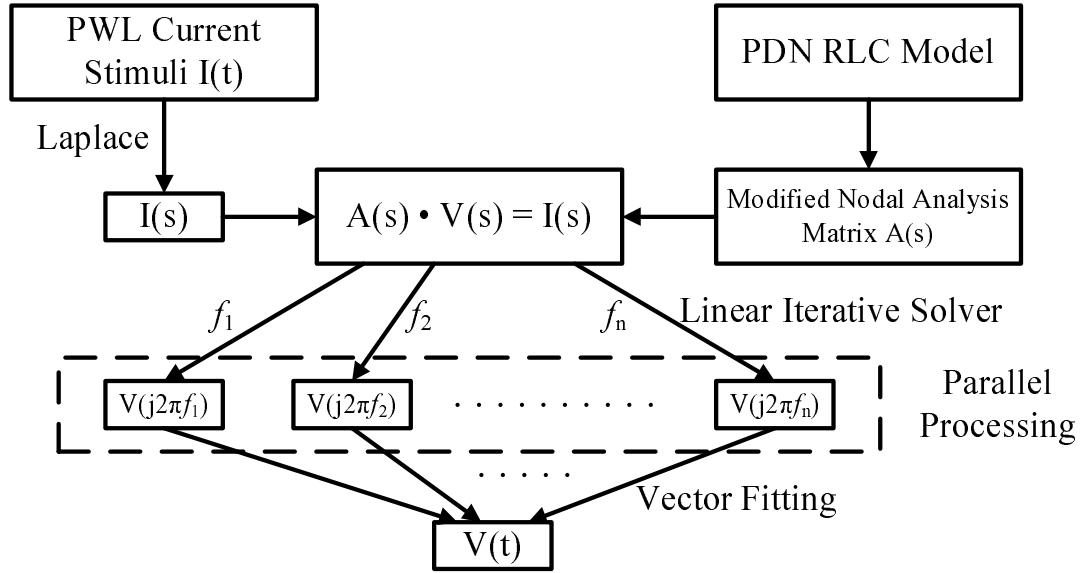 PWL Current
Stimuli I(t)
PDN RLC Model
Laplace
I(s)
A(s) • V(s) = I(s)
Modified Nodal Analysis
Matrix A(s)
f1
f2
fn
Linear Iterative Solver
V(j2πf1)
V(j2πf2)
. . . . . . . . . .
V(j2πfn)
Parallel
Processing
. . . . .
Vector Fitting
V(t)